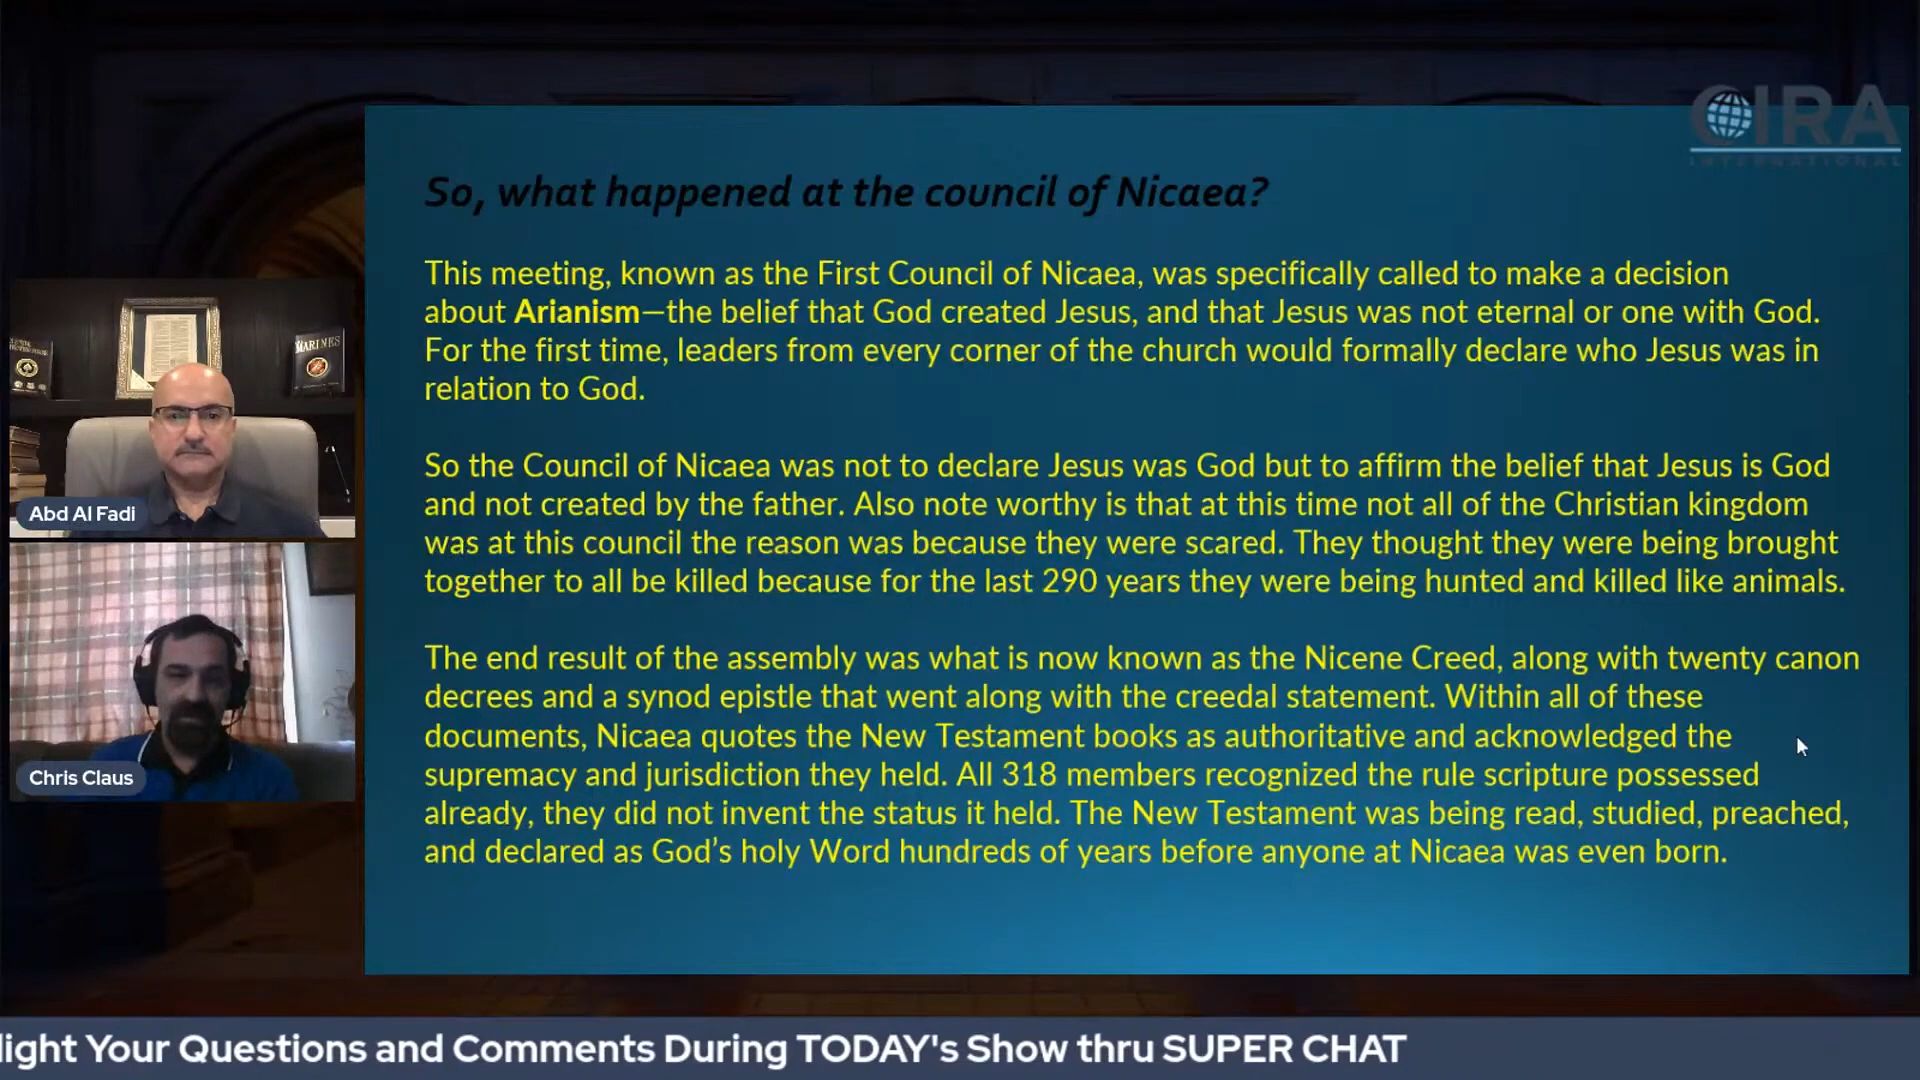 CIRA
INTERNATIONAL
So, what happened at the council of Nicaea?
This meeting, known as the First Council of Nicaea, was specifically called to make a decision
about Arianism—the belief that God created Jesus, and that Jesus was not eternal or one with God.
For the first time, leaders from every corner of the church would formally declare who Jesus was in
relation to God.
So the Council of Nicaea was not to declare Jesus was God but to affirm the belief that Jesus is God
and not created by the father. Also note worthy is that at this time not all of the Christian kingdom
was at this council the reason was because they were scared. They thought they were being brought
together to all be killed because for the last 290 years they were being hunted and killed like animals.
The end result of the assembly was what is now known as the Nicene Creed, along with twenty canon
decrees and a synod epistle that went along with the creedal statement. Within all of these
documents, Nicaea quotes the New Testament books as authoritative and acknowledged the
supremacy and jurisdiction they held. All 318 members recognized the rule scripture possessed
already, they did not invent the status it held. The New Testament was being read, studied, preached,
and declared as God’s holy Word hundreds of years before anyone at Nicaea was even born.
MARINES
Abd Al Fadi
Chris Claus
light Your Questions and Comments During TODAY's Show thru SUPER CHAT